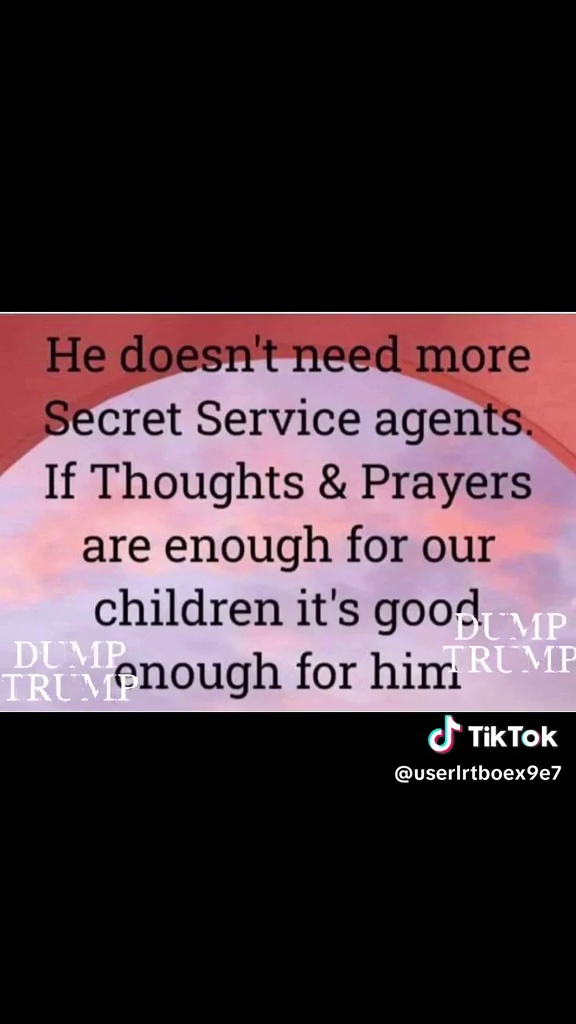 He doesn't need more
Secret Service agents.
If Thoughts & Prayers
are enough for our
children it's good
enough for him
DUMP
TRUMP
DUMP
TRUMP
TikTok
@userlrtboex9e7